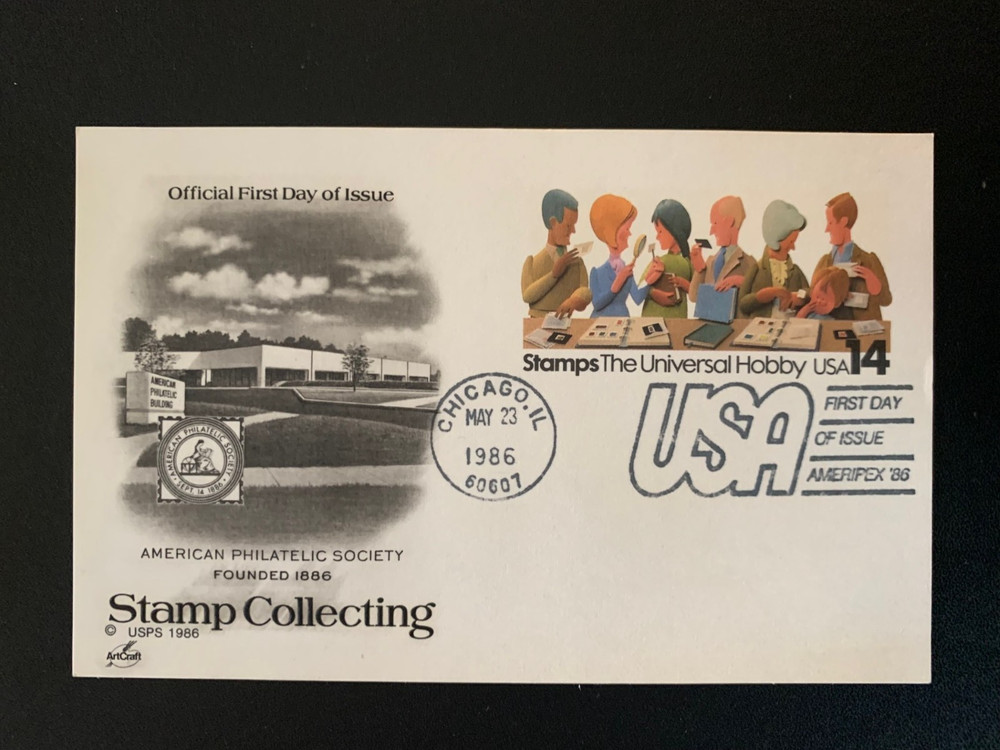 Official First Day of Issue
AMERICAN
PHILATELIC
BUILDING
AMERICAN PHILATELIC SOCIETY
SEPT. 14 1886
AMERICAN PHILATELIC SOCIETY
FOUNDED 1886
Stamp Collecting
© USPS 1986
ArtCraft
Stamps The Universal Hobby USA 14
CHICAGO, IL
MAY 23
1986
60607
USA
FIRST DAY
OF ISSUE
AMERIPEX '86